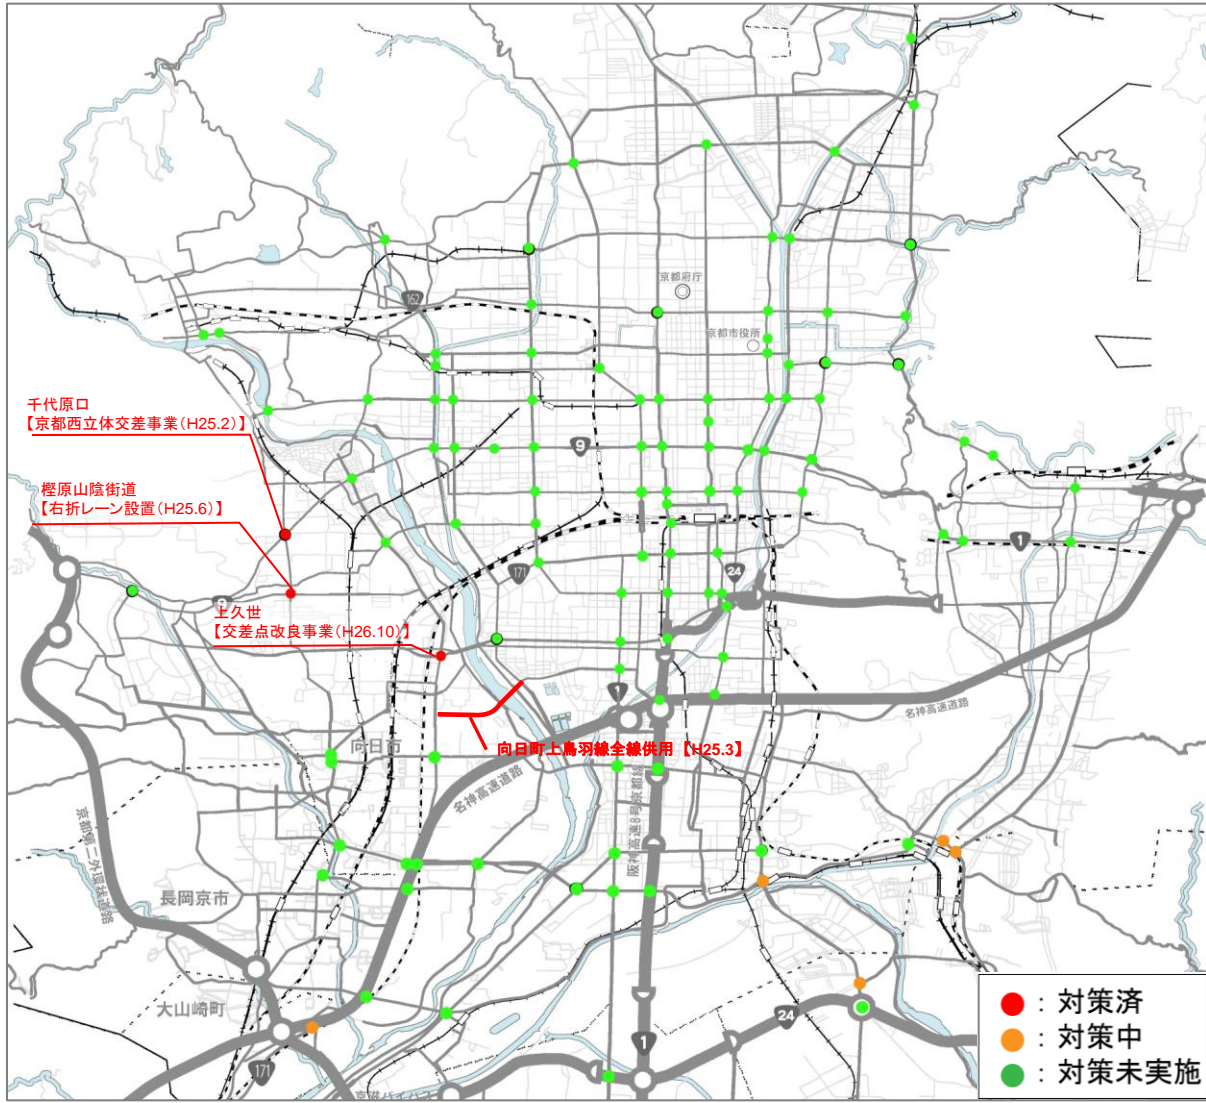 162
京都府庁
京都市役所
千代原口
【京都西立体交差事業(H25.2)】
9
樫原山陰街道
【右折レーン設置(H25.6)】
1
171
24
上久世
【交差点改良事業(H26.10)】
1
名神高速道路
向日市
向日町上鳥羽線全線供用【H25.3】
名神高速道路
阪神高速8号京都線
京都第二外環状道路
長岡京市
大山崎町
24
1
171
京滋バイパス
● : 対策済
● : 対策中
● : 対策未実施